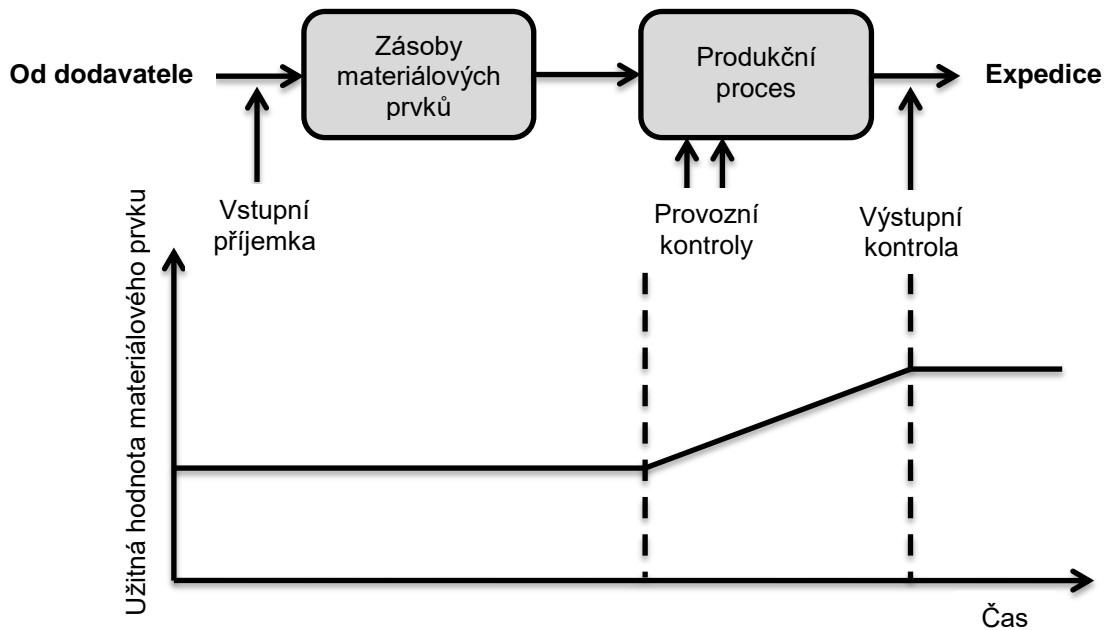 Od dodavatele
Zásoby
materiálových
prvků
Produkční
proces
Expedice
Vstupní
příjemka
Provozní
kontroly
Výstupní
kontrola
Užitná hodnota materiálového prvku
Čas